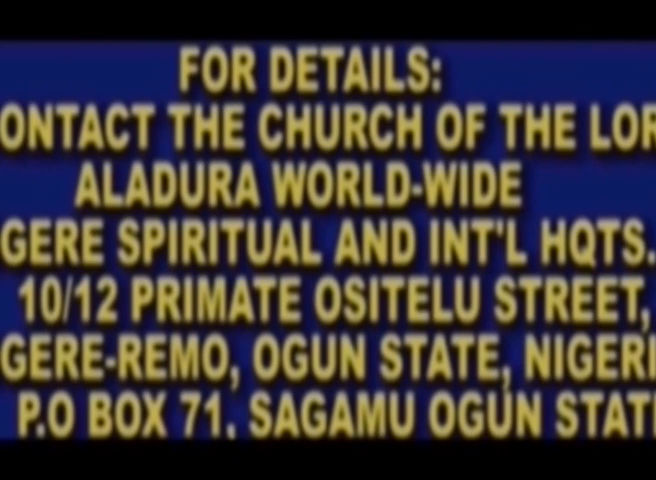 FOR DETAILS:
ONTACT THE CHURCH OF THE LOR
ALADURA WORLD-WIDE
GERE SPIRITUAL AND INT'L HQTS.
10/12 PRIMATE OSITELU STREET,
GERE-REMO, OGUN STATE, NIGERI
P.O BOX 71, SAGAMU OGUN STAT